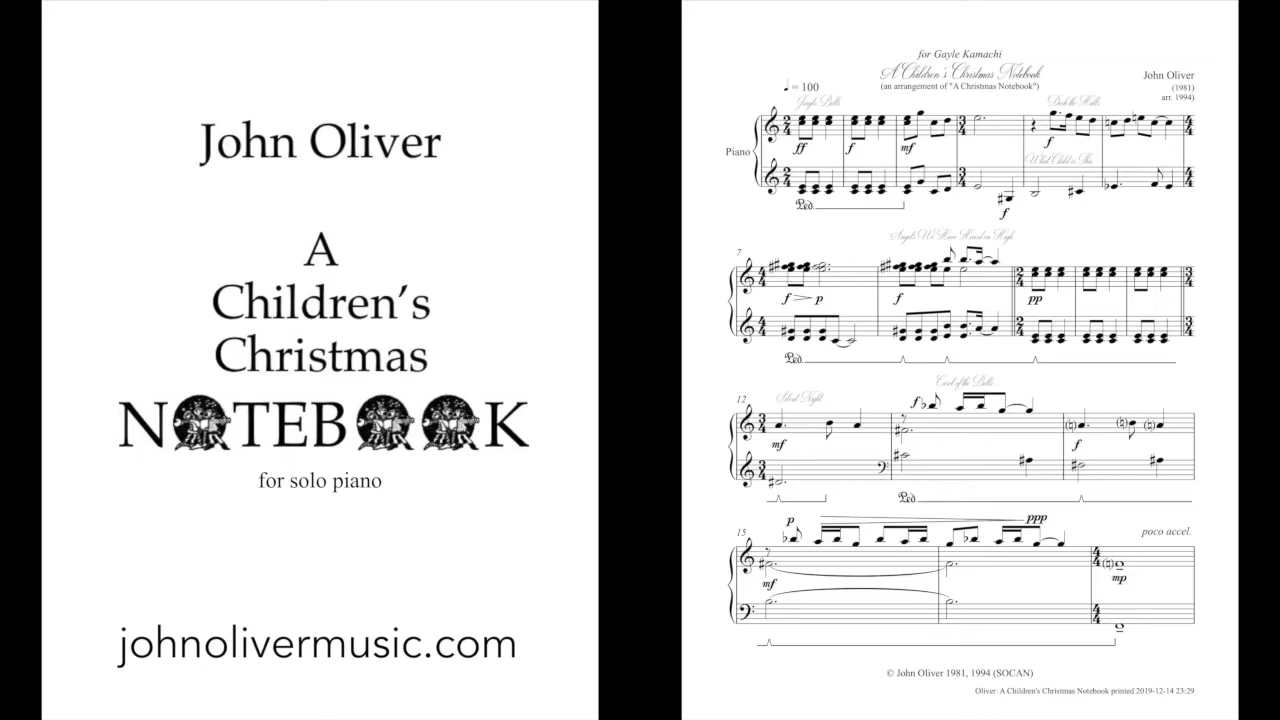 John Oliver
A
Children's
Christmas
NOTEBOOK
for solo piano
johnolivermusic.com
for Gayle Kamachi
A Children's Christmas Notebook
(an arrangement of "A Christmas Notebook")
John Oliver
(1981)
arr. 1994)
♩= 100
Jingle Bells
Deck the Halls
Piano
ff
f
mf
f
What Child is This
Ped.
f
Angels We Have Heard on High
7
f > p
f
pp
Ped.
Silent Night
Carol of the Bells
12
mf
f
f
Ped.
15
p
ppp
poco accel.
mf
mp
© John Oliver 1981, 1994 (SOCAN)
Oliver: A Children's Christmas Notebook printed 2019-12-14 23:29